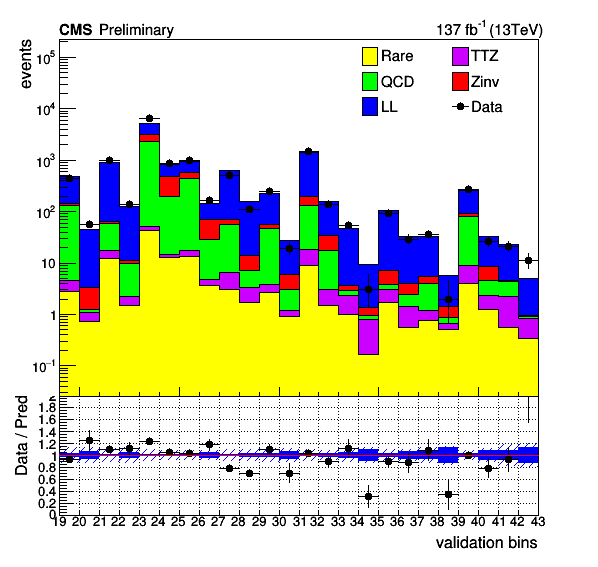 CMS Preliminary 137 fb⁻¹ (13TeV)
events
10⁵
10⁴
10³
10²
10
1
10⁻¹
Rare TTZ
QCD Zinv
LL Data
Data / Pred
1.8
1.6
1.4
1.2
1
0.8
0.6
0.4
0.2
0
19 20 21 22 23 24 25 26 27 28 29 30 31 32 33 34 35 36 37 38 39 40 41 42 43
validation bins